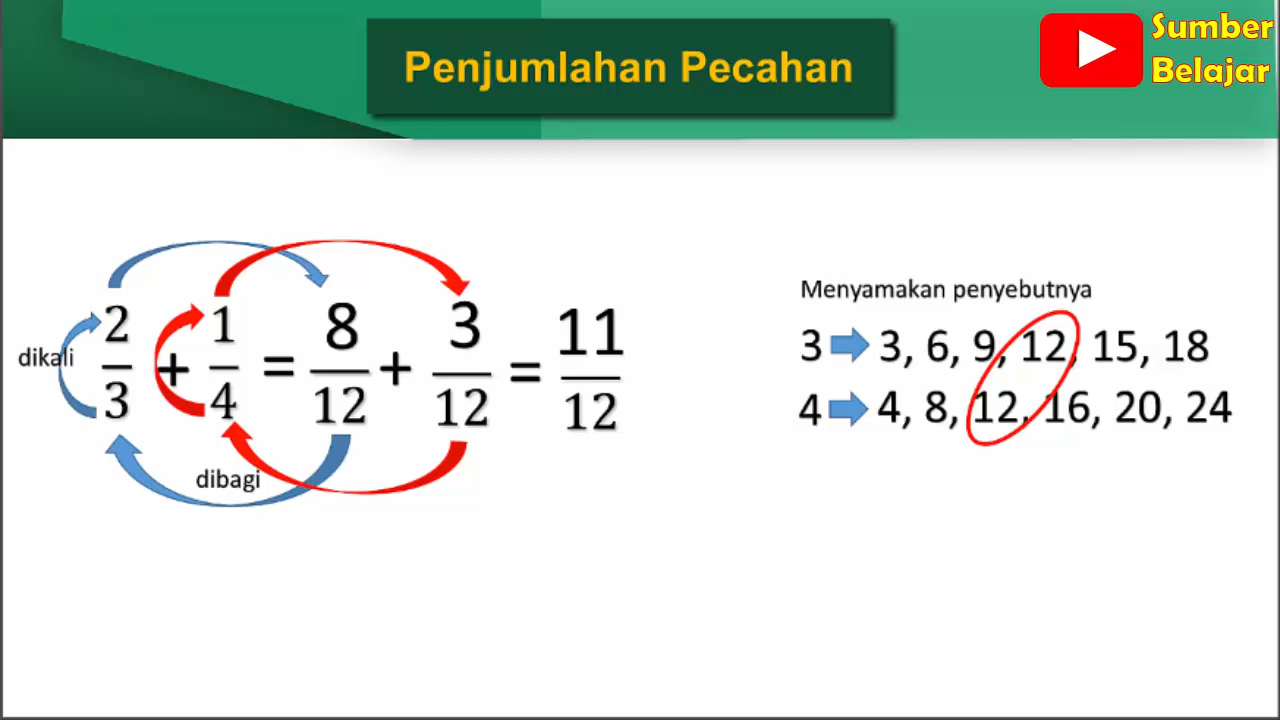 Penjumlahan Pecahan
Sumber
Belajar
dikali
2/3 + 1/4 = 8/12 + 3/12 = 11/12
dibagi
Menyamakan penyebutnya
3 3, 6, 9, 12, 15, 18
4 4, 8, 12, 16, 20, 24